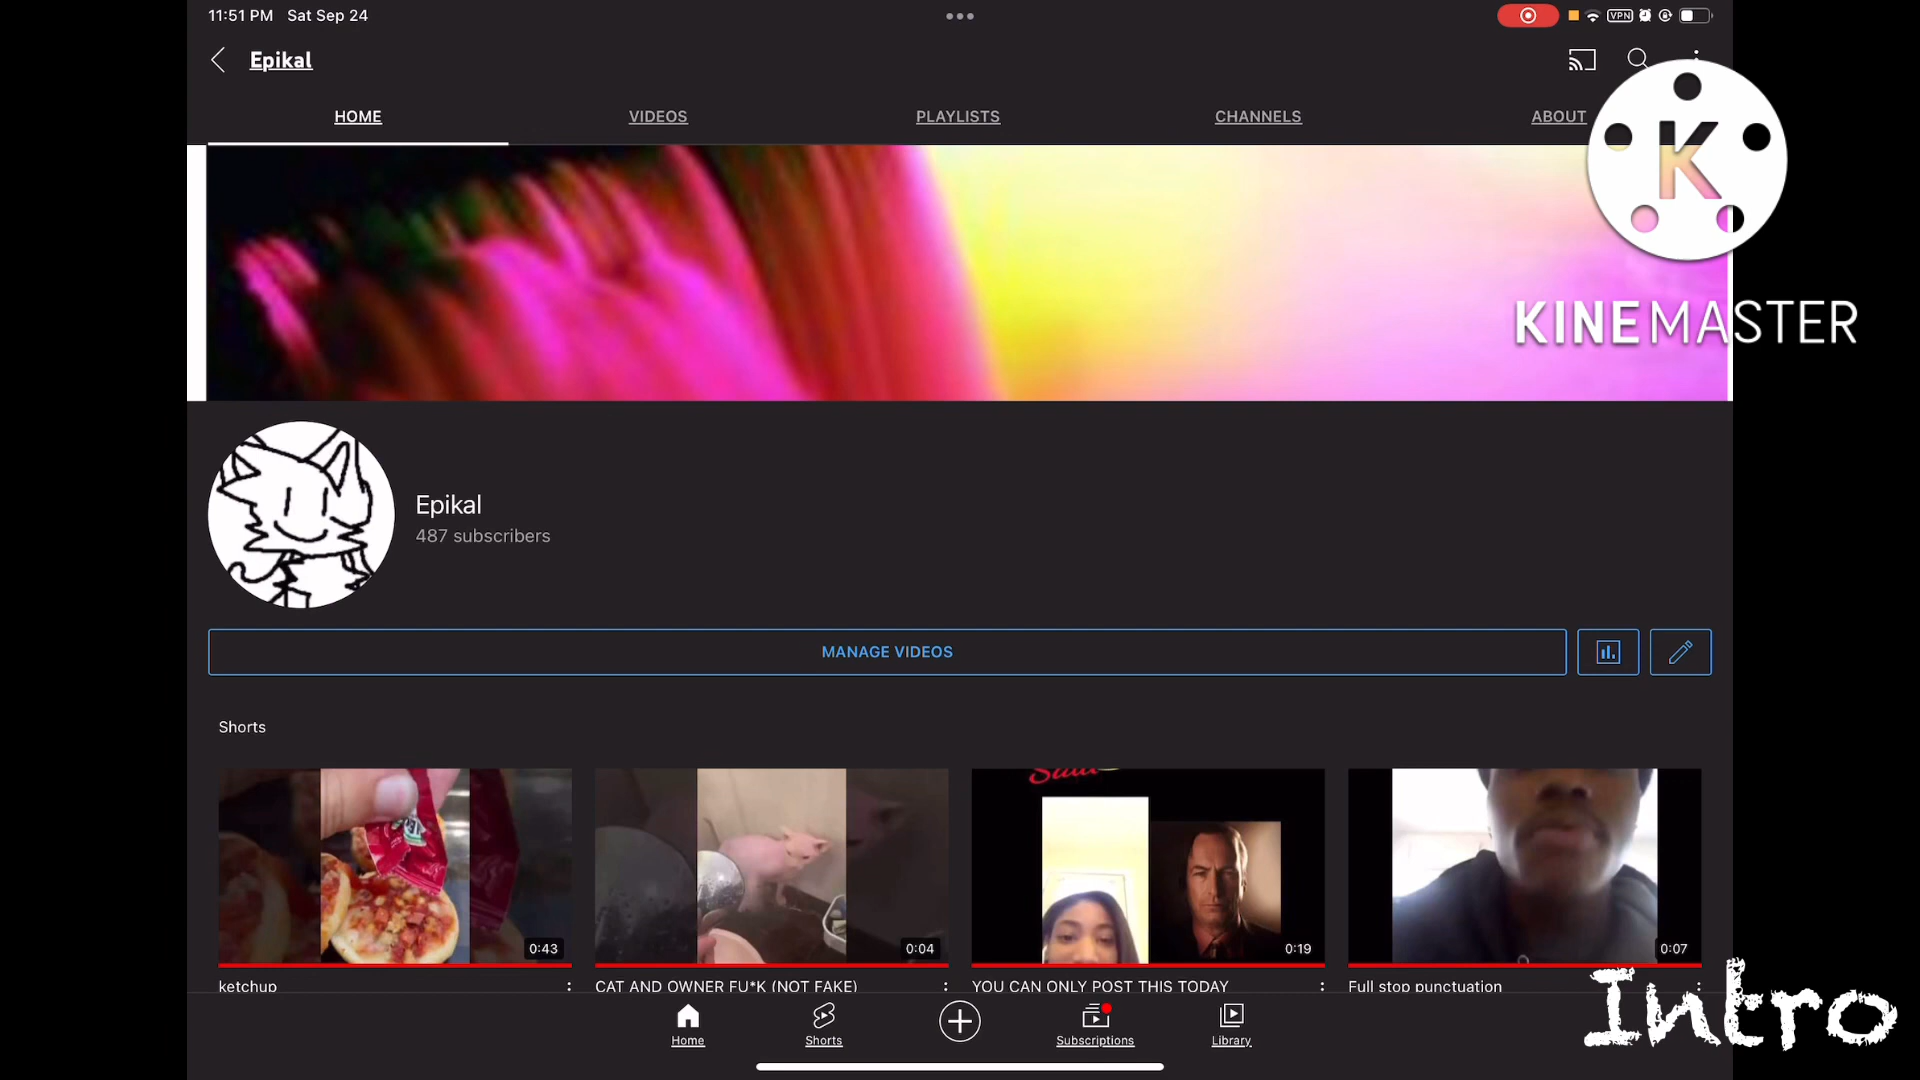 11:51 PM Sat Sep 24
VPN
Epikal
HOME VIDEOS PLAYLISTS CHANNELS ABOUT
K
KINEMASTER
Epikal
487 subscribers
MANAGE VIDEOS
Shorts
0:43 0:04 0:19 0:07
ketchup CAT AND OWNER FU*K (NOT FAKE) YOU CAN ONLY POST THIS TODAY Full stop punctuation
Intro
Home Shorts Subscriptions Library